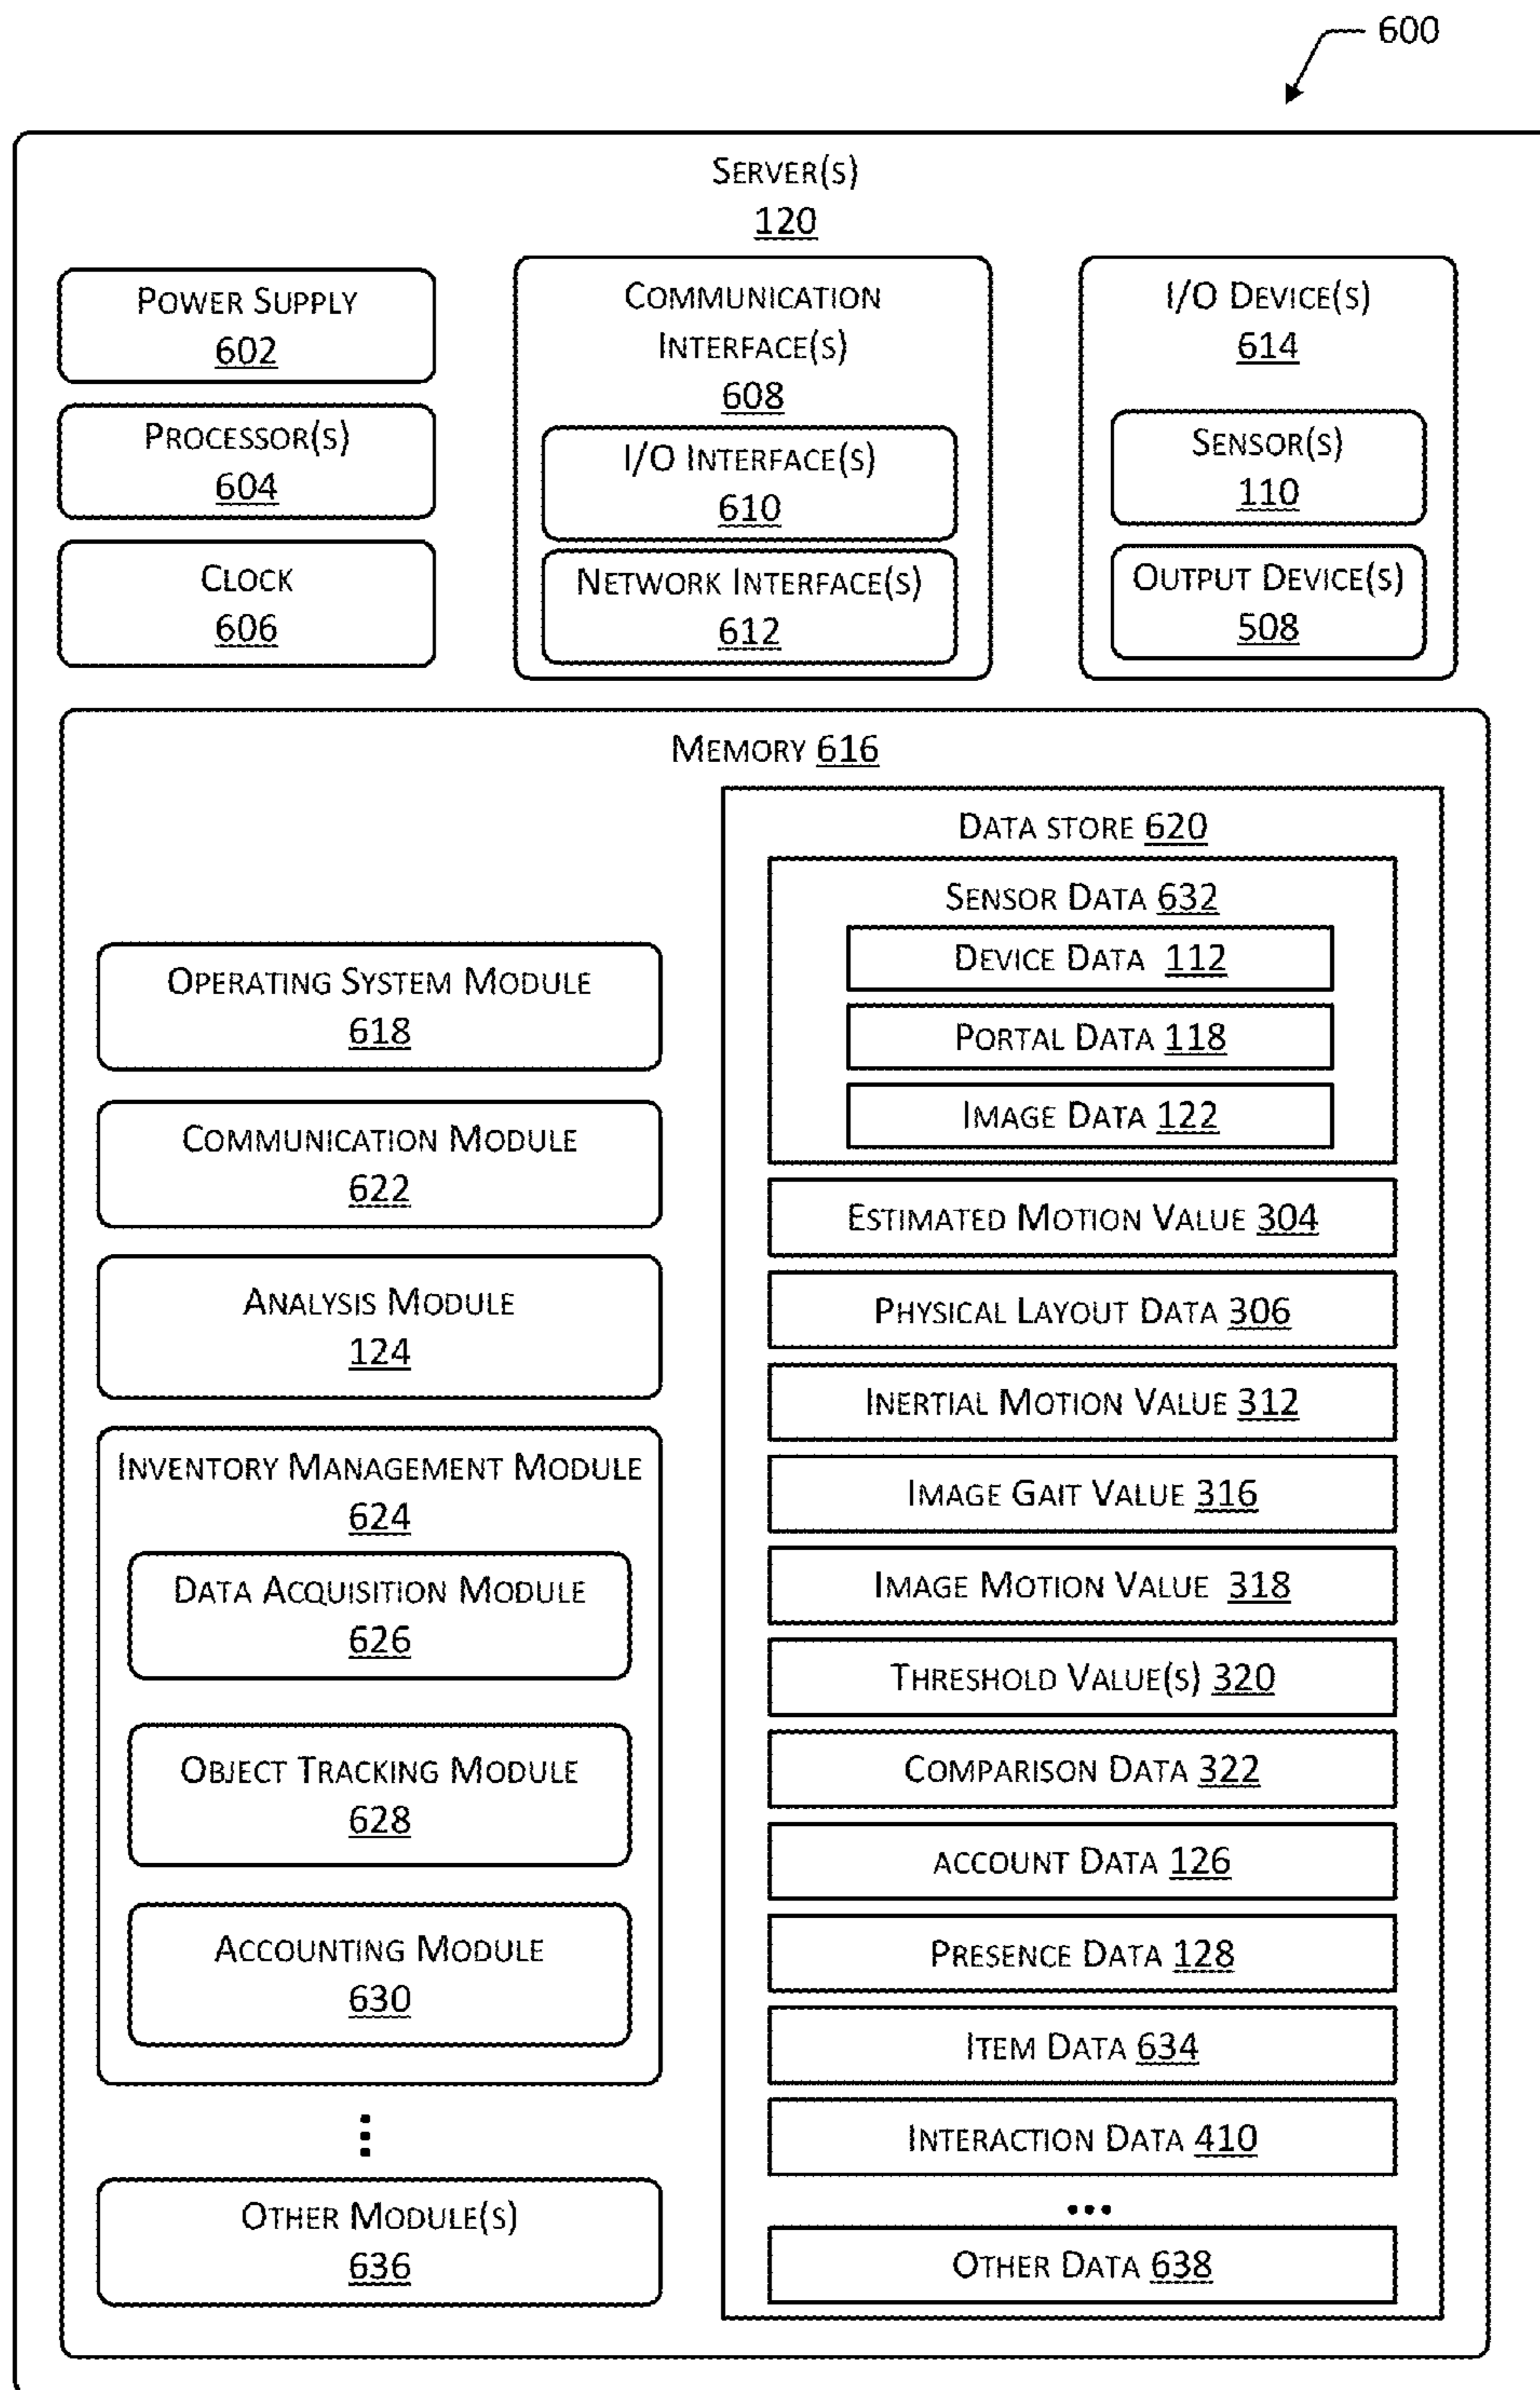 600
SERVER(S)
120
POWER SUPPLY
602
PROCESSOR(S)
604
CLOCK
606
COMMUNICATION
INTERFACE(S)
608
I/O INTERFACE(S)
610
NETWORK INTERFACE(S)
612
I/O DEVICE(S)
614
SENSOR(S)
110
OUTPUT DEVICE(S)
508
MEMORY 616
OPERATING SYSTEM MODULE
618
COMMUNICATION MODULE
622
ANALYSIS MODULE
124
INVENTORY MANAGEMENT MODULE
624
DATA ACQUISITION MODULE
626
OBJECT TRACKING MODULE
628
ACCOUNTING MODULE
630
⋮
OTHER MODULE(S)
636
DATA STORE 620
SENSOR DATA 632
DEVICE DATA 112
PORTAL DATA 118
IMAGE DATA 122
ESTIMATED MOTION VALUE 304
PHYSICAL LAYOUT DATA 306
INERTIAL MOTION VALUE 312
IMAGE GAIT VALUE 316
IMAGE MOTION VALUE 318
THRESHOLD VALUE(S) 320
COMPARISON DATA 322
ACCOUNT DATA 126
PRESENCE DATA 128
ITEM DATA 634
INTERACTION DATA 410
...
OTHER DATA 638